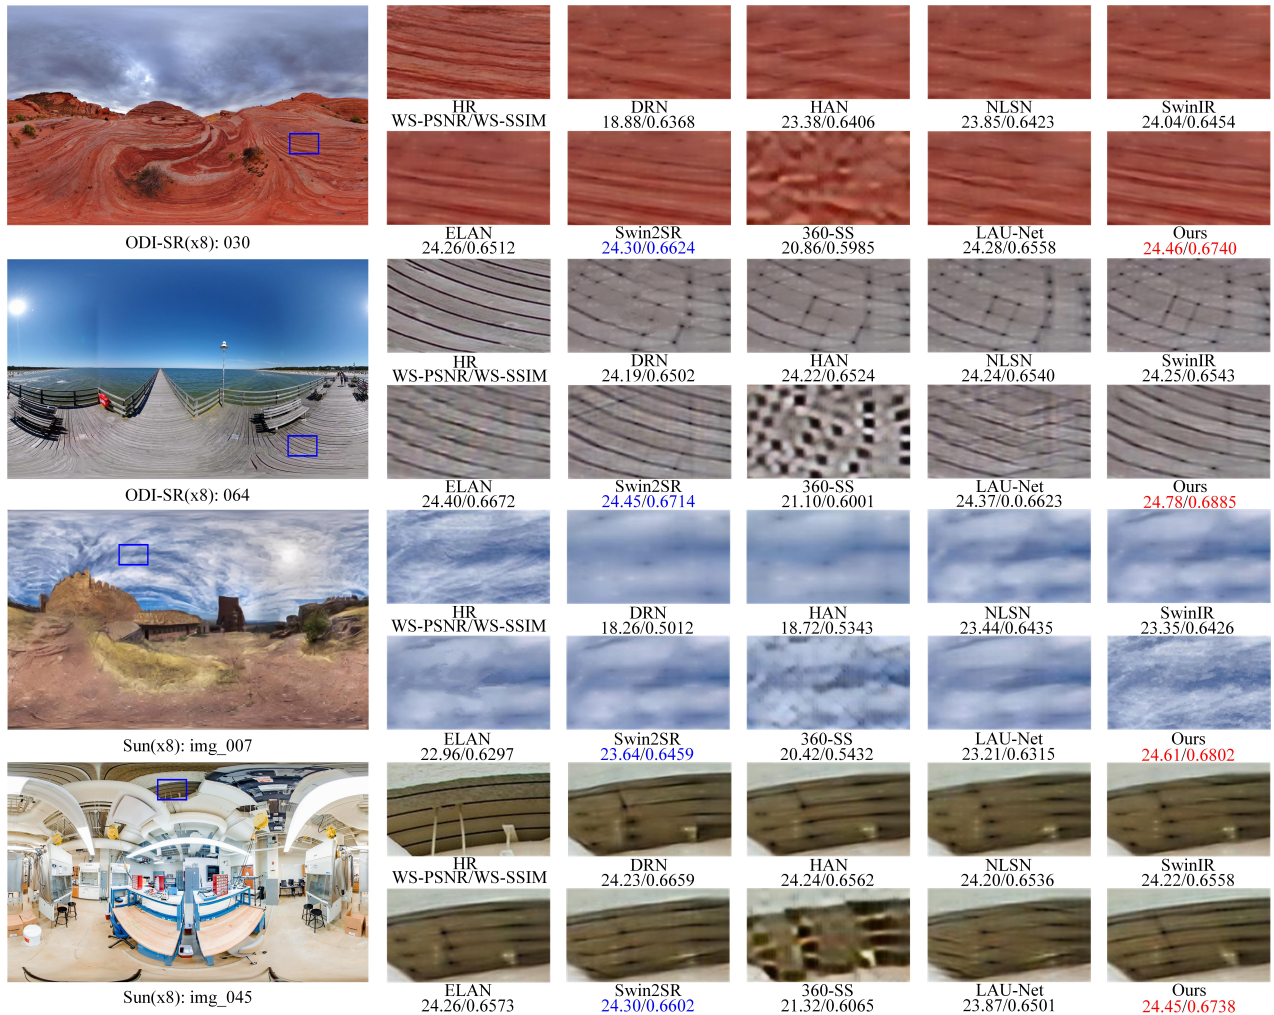 HR DRN HAN NLSN SwinIR
WS-PSNR/WS-SSIM 18.88/0.6368 23.38/0.6406 23.85/0.6423 24.04/0.6454
ELAN Swin2SR 360-SS LAU-Net Ours
24.26/0.6512 24.30/0.6624 20.86/0.5985 24.28/0.6558 24.46/0.6740
ODI-SR(x8): 030
HR DRN HAN NLSN SwinIR
WS-PSNR/WS-SSIM 24.19/0.6502 24.22/0.6524 24.24/0.6540 24.25/0.6543
ELAN Swin2SR 360-SS LAU-Net Ours
24.40/0.6672 24.45/0.6714 21.10/0.6001 24.37/0.0.6623 24.78/0.6885
ODI-SR(x8): 064
HR DRN HAN NLSN SwinIR
WS-PSNR/WS-SSIM 18.26/0.5012 18.72/0.5343 23.44/0.6435 23.35/0.6426
ELAN Swin2SR 360-SS LAU-Net Ours
22.96/0.6297 23.64/0.6459 20.42/0.5432 23.21/0.6315 24.61/0.6802
Sun(x8): img_007
HR DRN HAN NLSN SwinIR
WS-PSNR/WS-SSIM 24.23/0.6659 24.24/0.6562 24.20/0.6536 24.22/0.6558
ELAN Swin2SR 360-SS LAU-Net Ours
24.26/0.6573 24.30/0.6602 21.32/0.6065 23.87/0.6501 24.45/0.6738
Sun(x8): img_045